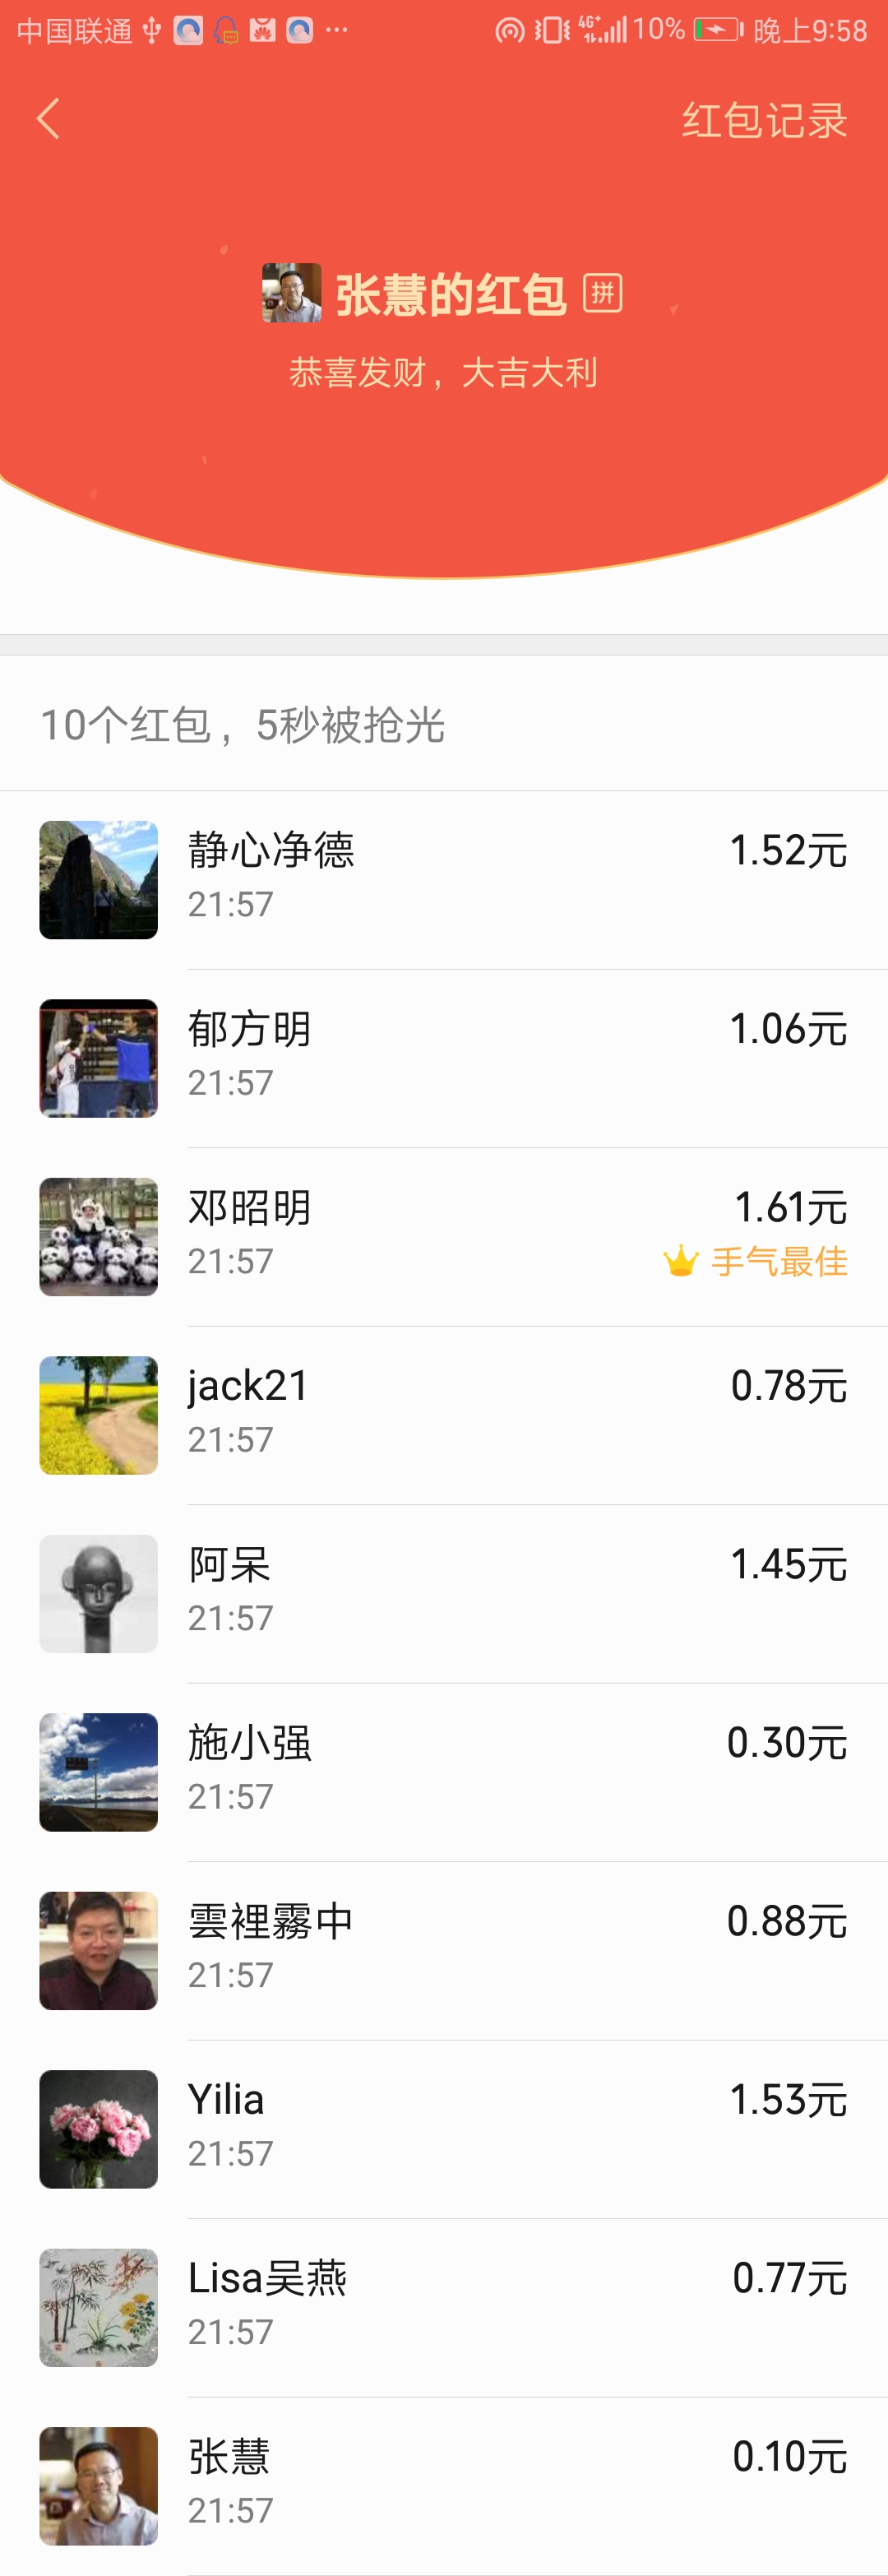 中国联通 4G+ 10% 晚上9:58
红包记录
张慧的红包 拼
恭喜发财，大吉大利
10个红包，5秒被抢光
静心净德 1.52元
21:57
郁方明 1.06元
21:57
邓昭明 1.61元
21:57 手气最佳
jack21 0.78元
21:57
阿呆 1.45元
21:57
施小强 0.30元
21:57
雲裡霧中 0.88元
21:57
Yilia 1.53元
21:57
Lisa吴燕 0.77元
21:57
张慧 0.10元
21:57